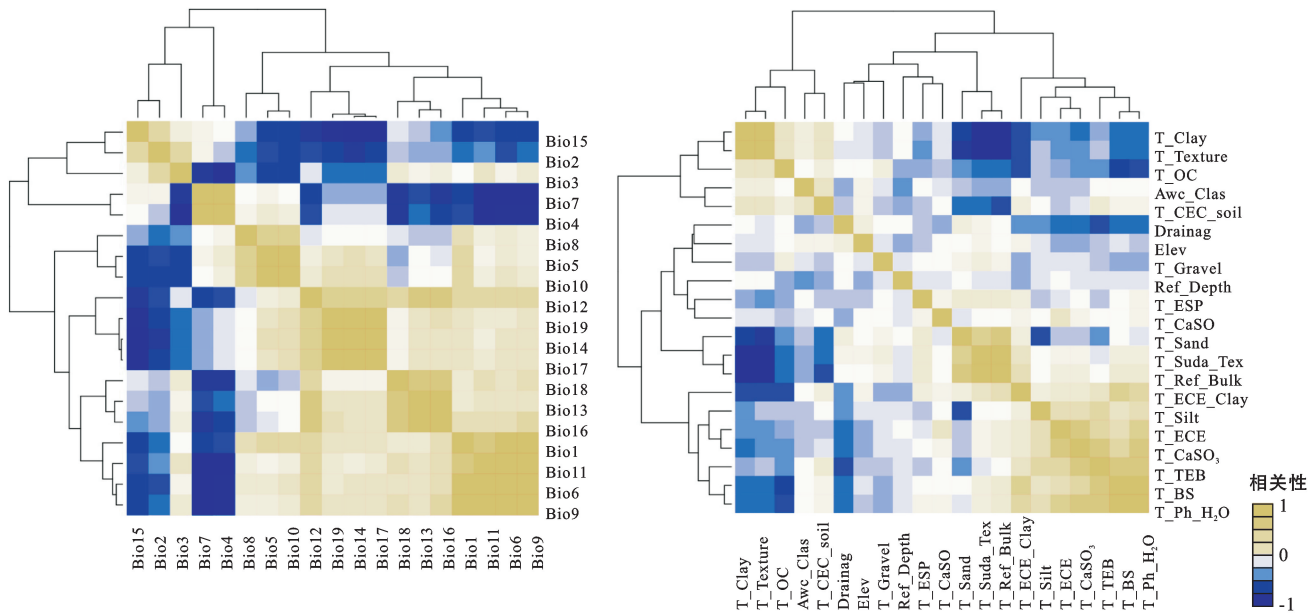 Bio15
Bio2
Bio3
Bio7
Bio4
Bio8
Bio5
Bio10
Bio12
Bio19
Bio14
Bio17
Bio18
Bio13
Bio16
Bio1
Bio11
Bio6
Bio9
Bio15
Bio2
Bio3
Bio7
Bio4
Bio8
Bio5
Bio10
Bio12
Bio19
Bio14
Bio17
Bio18
Bio13
Bio16
Bio1
Bio11
Bio6
Bio9
T_Clay
T_Texture
T_OC
Awc_Clas
T_CEC_soil
Drainag
Elev
T_Gravel
Ref_Depth
T_ESP
T_CaSO
T_Sand
T_Suda_Tex
T_Ref_Bulk
T_ECE_Clay
T_Silt
T_ECE
T_CaSO₃
T_TEB
T_BS
T_Ph_H₂O
T_Clay
T_Texture
T_OC
Awc_Clas
T_CEC_soil
Drainag
Elev
T_Gravel
Ref_Depth
T_ESP
T_CaSO
T_Sand
T_Suda_Tex
T_Ref_Bulk
T_ECE_Clay
T_Silt
T_ECE
T_CaSO₃
T_TEB
T_BS
T_Ph_H₂O
相关性
1
0
-1